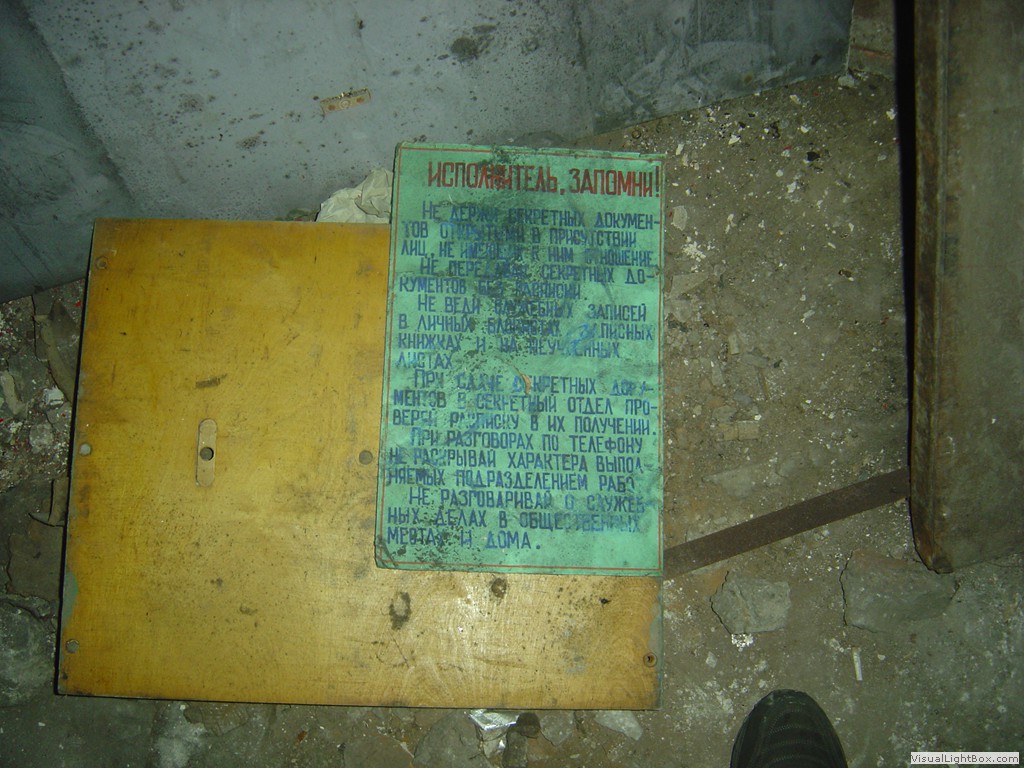 ИСПОЛНИТЕЛЬ, ЗАПОМНИ!
НЕ ДЕРЖИ СЕКРЕТНЫХ ДОКУМЕН-
ТОВ ОТКРЫТЫМИ В ПРИСУТСТВИИ
ЛИЦ, НЕ ИМЕЮЩИХ К НИМ ОТНОШЕНИЕ.
НЕ ПЕРЕДАВАЙ СЕКРЕТНЫХ ДО-
КУМЕНТОВ БЕЗ РАСПИСКИ.
НЕ ВЕДИ СЛУЖЕБНЫХ ЗАПИСЕЙ
В ЛИЧНЫХ БЛОКНОТАХ, ЗАПИСНЫХ
КНИЖКАХ И НА НЕУЧТЕННЫХ
ЛИСТАХ
ПРИ СДАЧЕ СЕКРЕТНЫХ ДОКУ-
МЕНТОВ В СЕКРЕТНЫЙ ОТДЕЛ ПРО-
ВЕРЯЙ РАСПИСКУ В ИХ ПОЛУЧЕНИИ.
ПРИ РАЗГОВОРАХ ПО ТЕЛЕФОНУ
НЕ РАСКРЫВАЙ ХАРАКТЕРА ВЫПОЛ-
НЯЕМЫХ ПОДРАЗДЕЛЕНИЕМ РАБОТ
НЕ РАЗГОВАРИВАЙ О СЛУЖЕБ-
НЫХ ДЕЛАХ В ОБЩЕСТВЕННЫХ
МЕСТАХ И ДОМА.
VisualLightBox.com